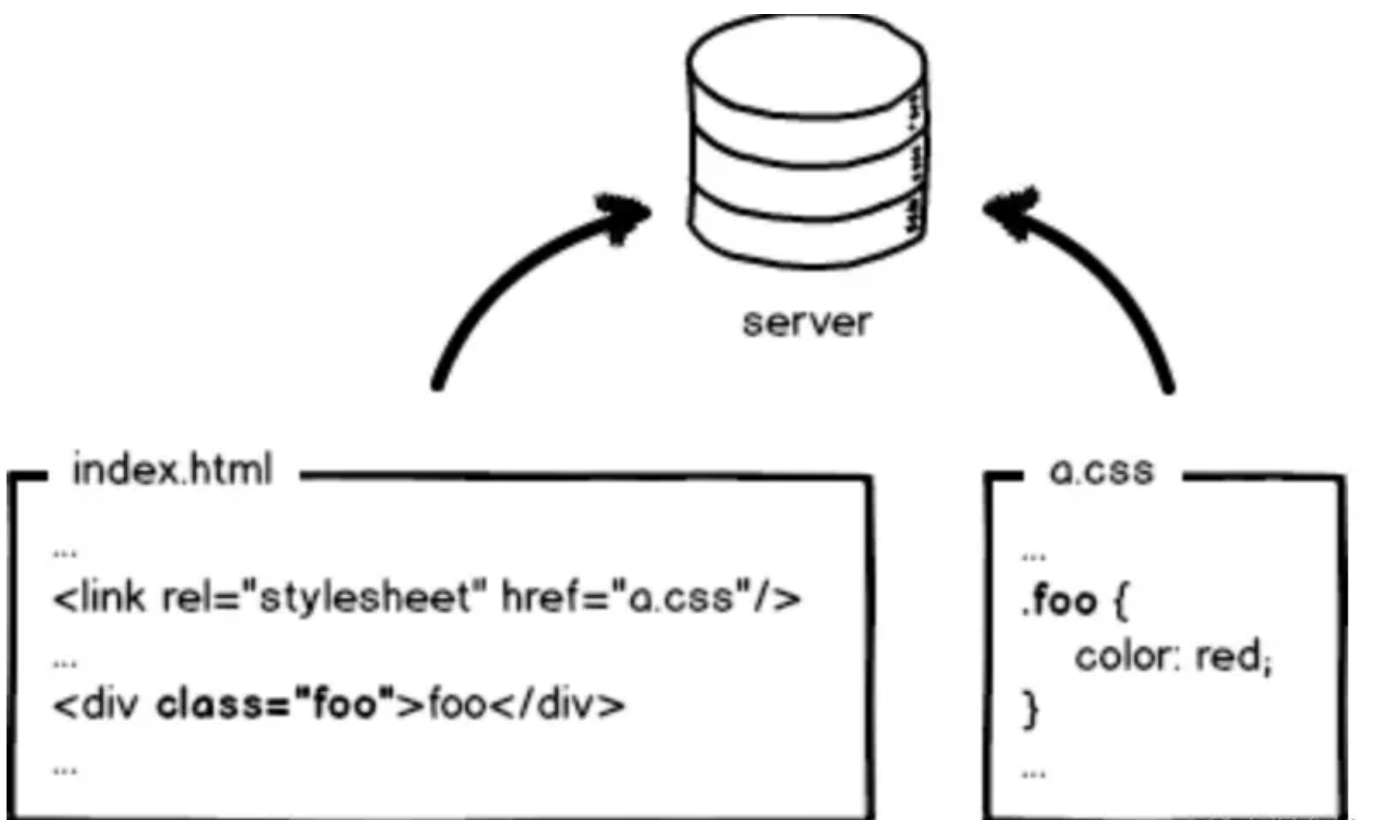 server
index.html
...
<link rel="stylesheet" href="a.css"/>
...
<div class="foo">foo</div>
...
a.css
...
.foo {
color: red;
}
...